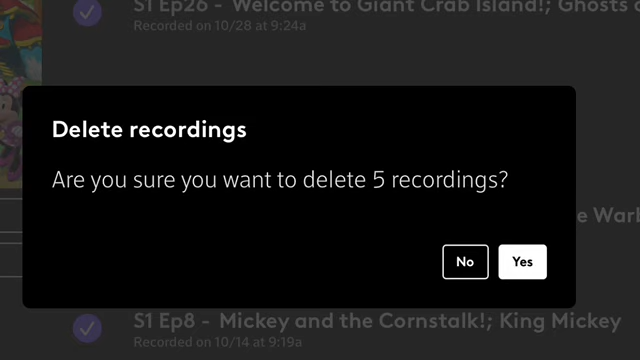 S1 Ep26 - Welcome to Giant Crab Island!; Ghosts
Recorded on 10/28 at 9:24a
Delete recordings
Are you sure you want to delete 5 recordings?
No
Yes
S1 Ep8 - Mickey and the Cornstalk!; King Mickey
Recorded on 10/14 at 9:19a